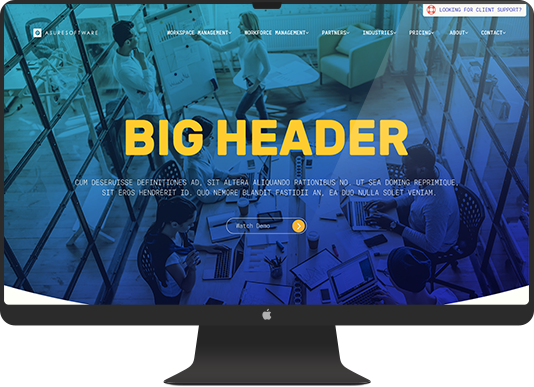 LOOKING FOR CLIENT SUPPORT?
ASURESOFTWARE
WORKSPACE MANAGEMENT
WORKFORCE MANAGEMENT
PARTNERS
INDUSTRIES
PRICING
ABOUT
CONTACT
BIG HEADER
CUM DESERUISSE DEFINITIONES AD, SIT ALTERA ALIQUANDO RATIONIBUS NO. UT SEA DOMING REPRIMIQUE,
SIT EROS HENDRERIT ID. QUO NEMORE BLANDIT FASTIDII AN, EA DUO NULLA SOLET VENIAM.
Watch Demo